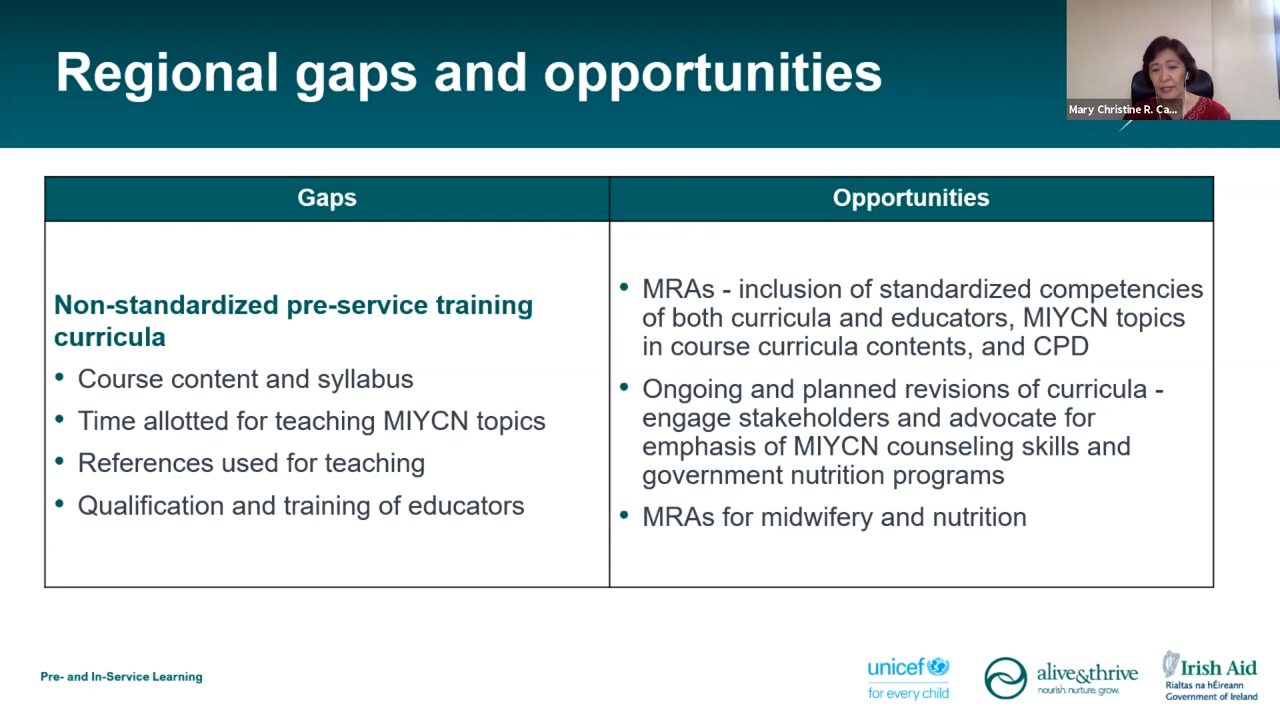 Regional gaps and opportunities
Mary Christine R. Ca...
Gaps
Opportunities
Non-standardized pre-service training
curricula
• Course content and syllabus
• Time allotted for teaching MIYCN topics
• References used for teaching
• Qualification and training of educators
• MRAs - inclusion of standardized competencies
of both curricula and educators, MIYCN topics
in course curricula contents, and CPD
• Ongoing and planned revisions of curricula -
engage stakeholders and advocate for
emphasis of MIYCN counseling skills and
government nutrition programs
• MRAs for midwifery and nutrition
Pre- and In-Service Learning
unicef
for every child
alive&thrive
nourish. nurture. grow.
Irish Aid
Rialtas na hÉireann
Government of Ireland